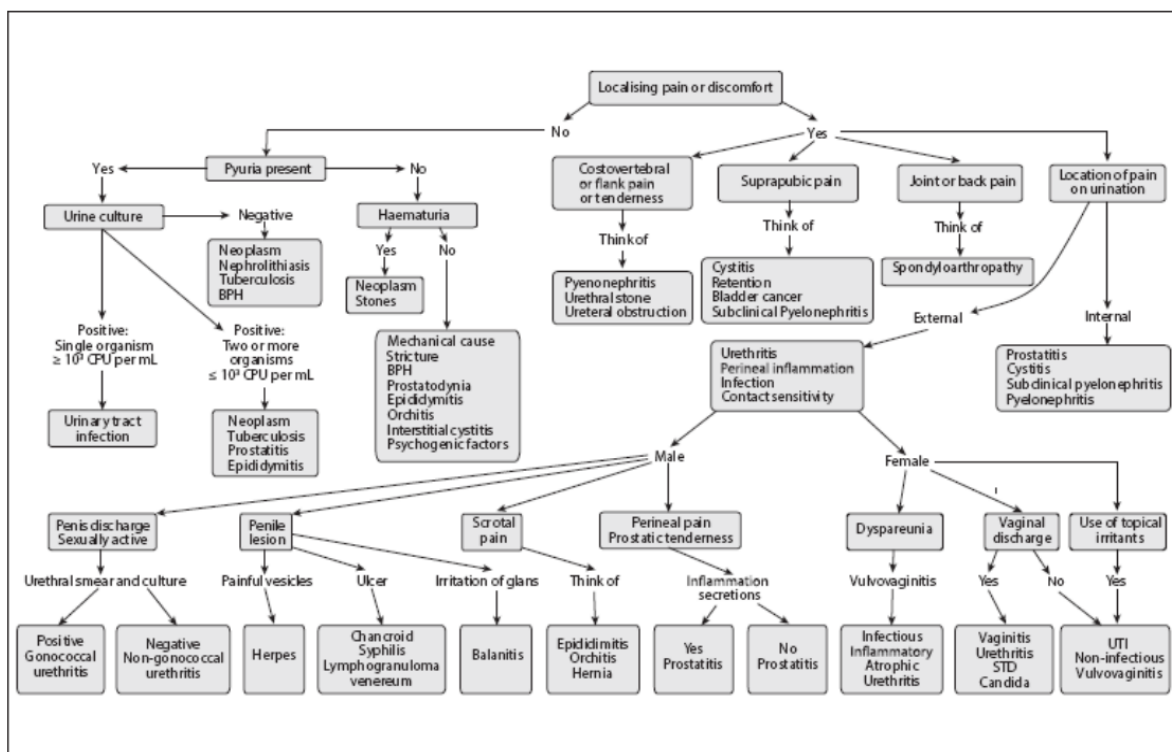 Localising pain or discomfort
No
Yes
Yes
Pyuria present
No
Costovertebral
or flank pain
or tenderness
Suprapubic pain
Joint or back pain
Location of pain
on urination
Urine culture
Negative
Haematuria
Think of
Think of
Think of
Neoplasm
Nephrolithiasis
Tuberculosis
BPH
Yes
No
Neoplasm
Stones
Pyenonephritis
Urethral stone
Ureteral obstruction
Cystitis
Retention
Bladder cancer
Subclinical Pyelonephritis
Spondyloarthropathy
External
Internal
Positive:
Single organism
≥ 10³ CPU per mL
Positive:
Two or more
organisms
≤ 10³ CPU per mL
Mechanical cause
Stricture
BPH
Prostatodynia
Epididymitis
Orchitis
Interstitial cystitis
Psychogenic factors
Urethritis
Perineal inflammation
Infection
Contact sensitivity
Prostatitis
Cystitis
Subclinical pyelonephritis
Pyelonephritis
Urinary tract
infection
Neoplasm
Tuberculosis
Prostatitis
Epididymitis
Male
Female
Penis discharge
Sexually active
Penile
lesion
Scrotal
pain
Perineal pain
Prostatic tenderness
Dyspareunia
Vaginal
discharge
Use of topical
irritants
Urethral smear and culture
Painful vesicles
Ulcer
Irritation of glans
Think of
Inflammation
secretions
Vulvovaginitis
Yes
No
Yes
Positive
Gonococcal
urethritis
Negative
Non-gonococcal
urethritis
Herpes
Chancroid
Syphilis
Lymphogranuloma
venereum
Balanitis
Epididimitis
Orchitis
Hernia
Yes
Prostatitis
No
Prostatitis
Infectious
Inflammatory
Atrophic
Urethritis
Vaginitis
Urethritis
STD
Candida
UTI
Non-infectious
Vulvovaginitis